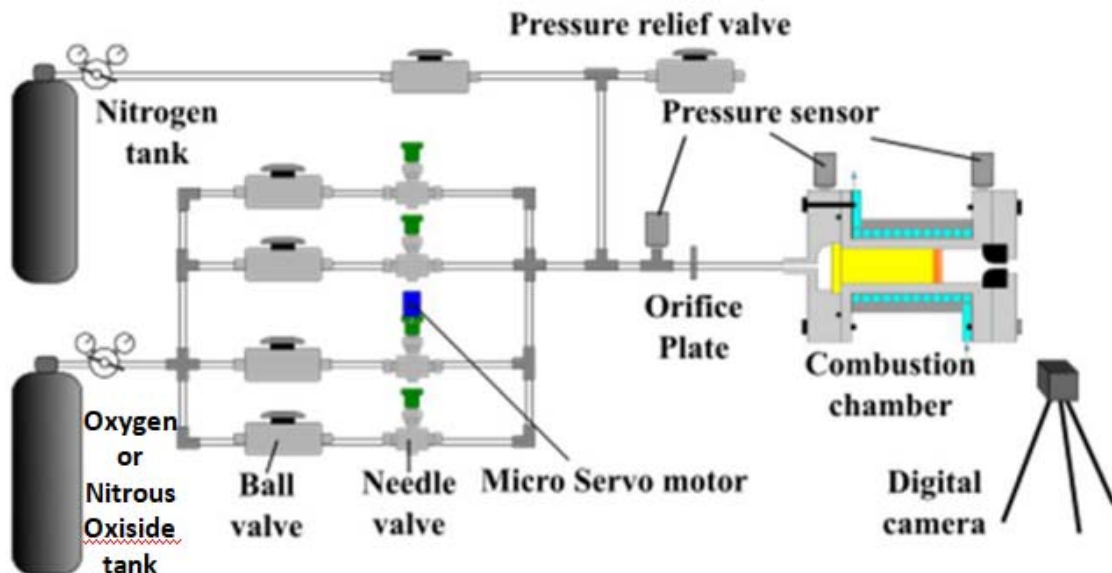 Pressure relief valve
Nitrogen
tank
Pressure sensor
Orifice
Plate
Combustion
chamber
Oxygen
or
Nitrous
Oxiside
tank
Ball
valve
Needle
valve
Micro Servo motor
Digital
camera